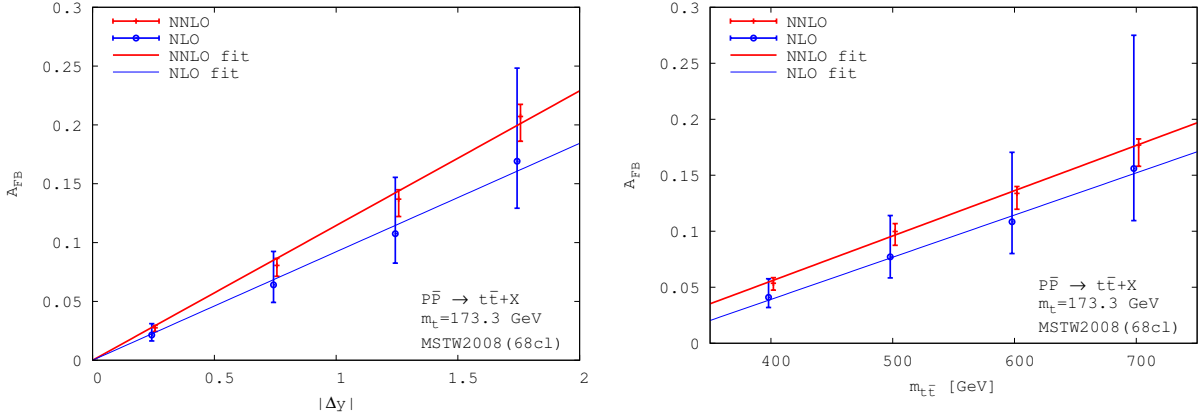 0.3
0.25
0.2
0.15
0.1
0.05
0
A_FB
NNLO
NLO
NNLO fit
NLO fit
PP̅ → tt̅+X
m_t=173.3 GeV
MSTW2008(68cl)
0 0.5 1 1.5 2
|Δy|
0.3
0.25
0.2
0.15
0.1
0.05
0
A_FB
NNLO
NLO
NNLO fit
NLO fit
PP̅ → tt̅+X
m_t=173.3 GeV
MSTW2008(68cl)
400 500 600 700
m_tt̅ [GeV]